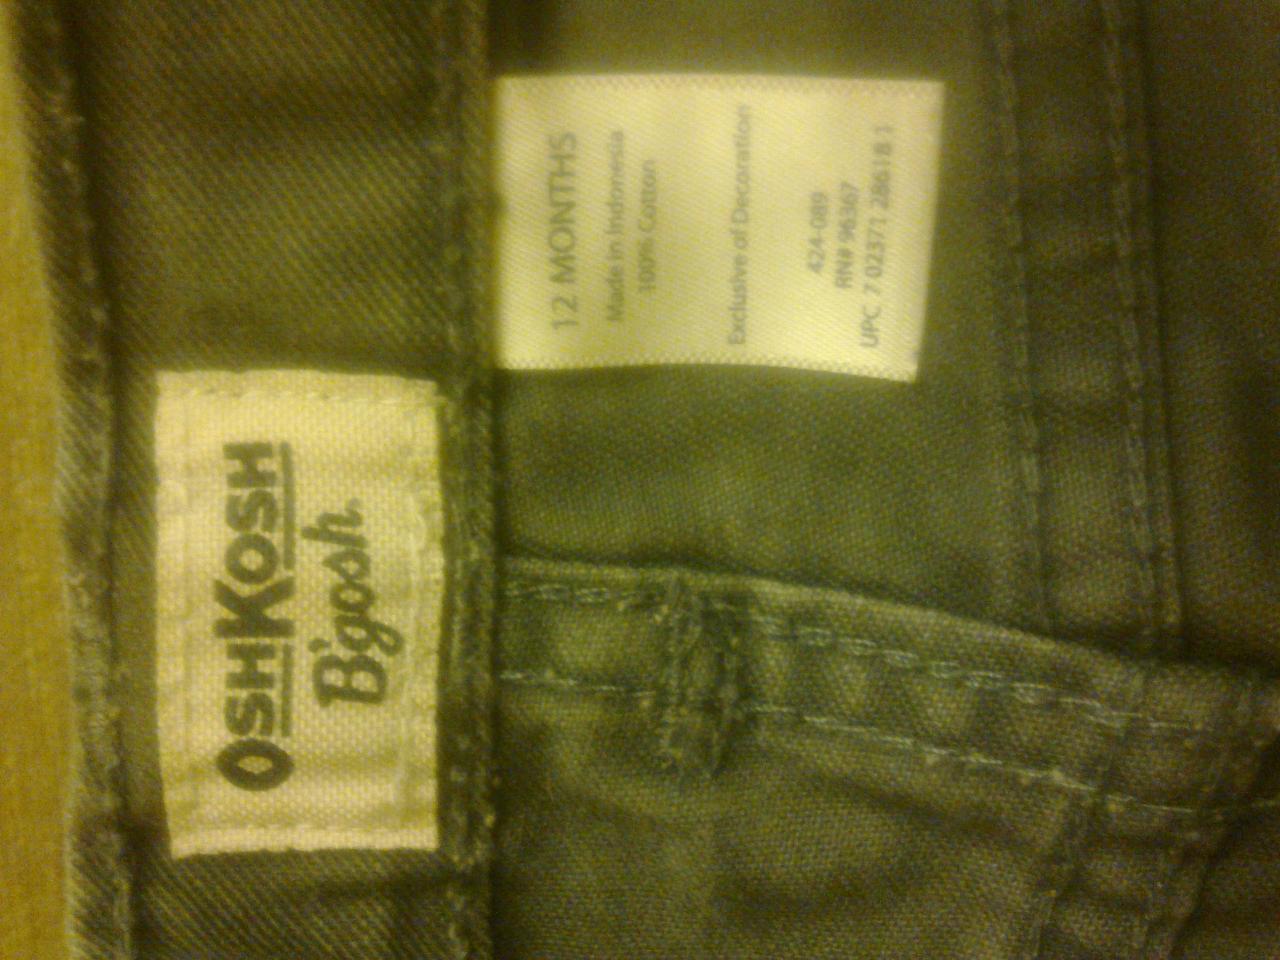 OSHKOSH
B'gosh
12 MONTHS
Made in Indonesia
100% Cotton
Exclusive of Decoration
424-089
RN# 96367
UPC 7 02371 28618 1